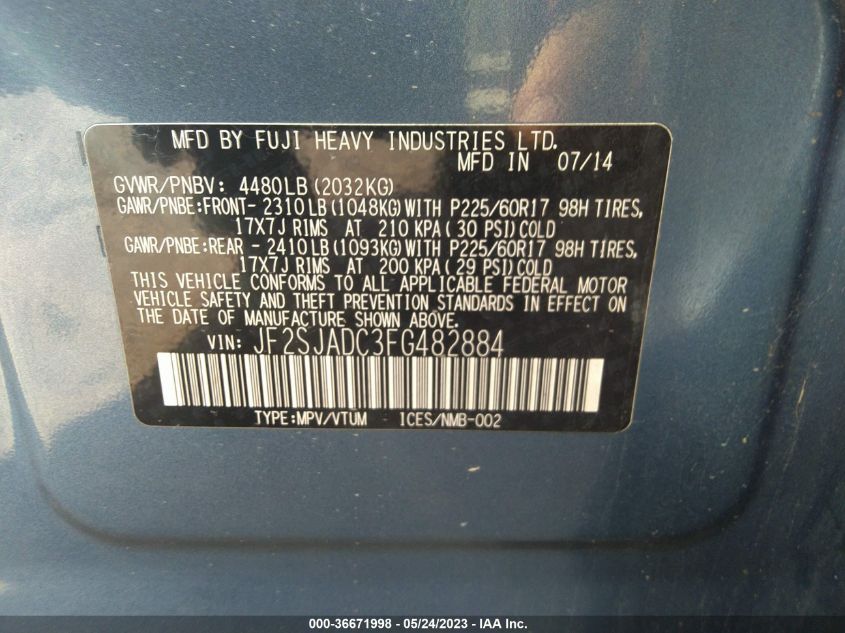 MFD BY FUJI HEAVY INDUSTRIES LTD.
MFD IN 07/14
GVWR/PNBV: 4480LB(2032KG)
GAWR/PNBE:FRONT- 2310LB(1048KG)WITH P225/60R17 98H TIRES,
17X7J RIMS AT 210 KPA(30 PSI)COLD
GAWR/PNBE:REAR - 2410LB(1093KG)WITH P225/60R17 98H TIRES,
17X7J RIMS AT 200 KPA(29 PSI)COLD
THIS VEHICLE CONFORMS TO ALL APPLICABLE FEDERAL MOTOR
VEHICLE SAFETY AND THEFT PREVENTION STANDARDS IN EFFECT ON
THE DATE OF MANUFACTURE SHOWN ABOVE.
VIN: JF2SJADC3FG482884
TYPE:MPV/VTUM ICES/NMB-002
000-36671998 - 05/24/2023 - IAA Inc.